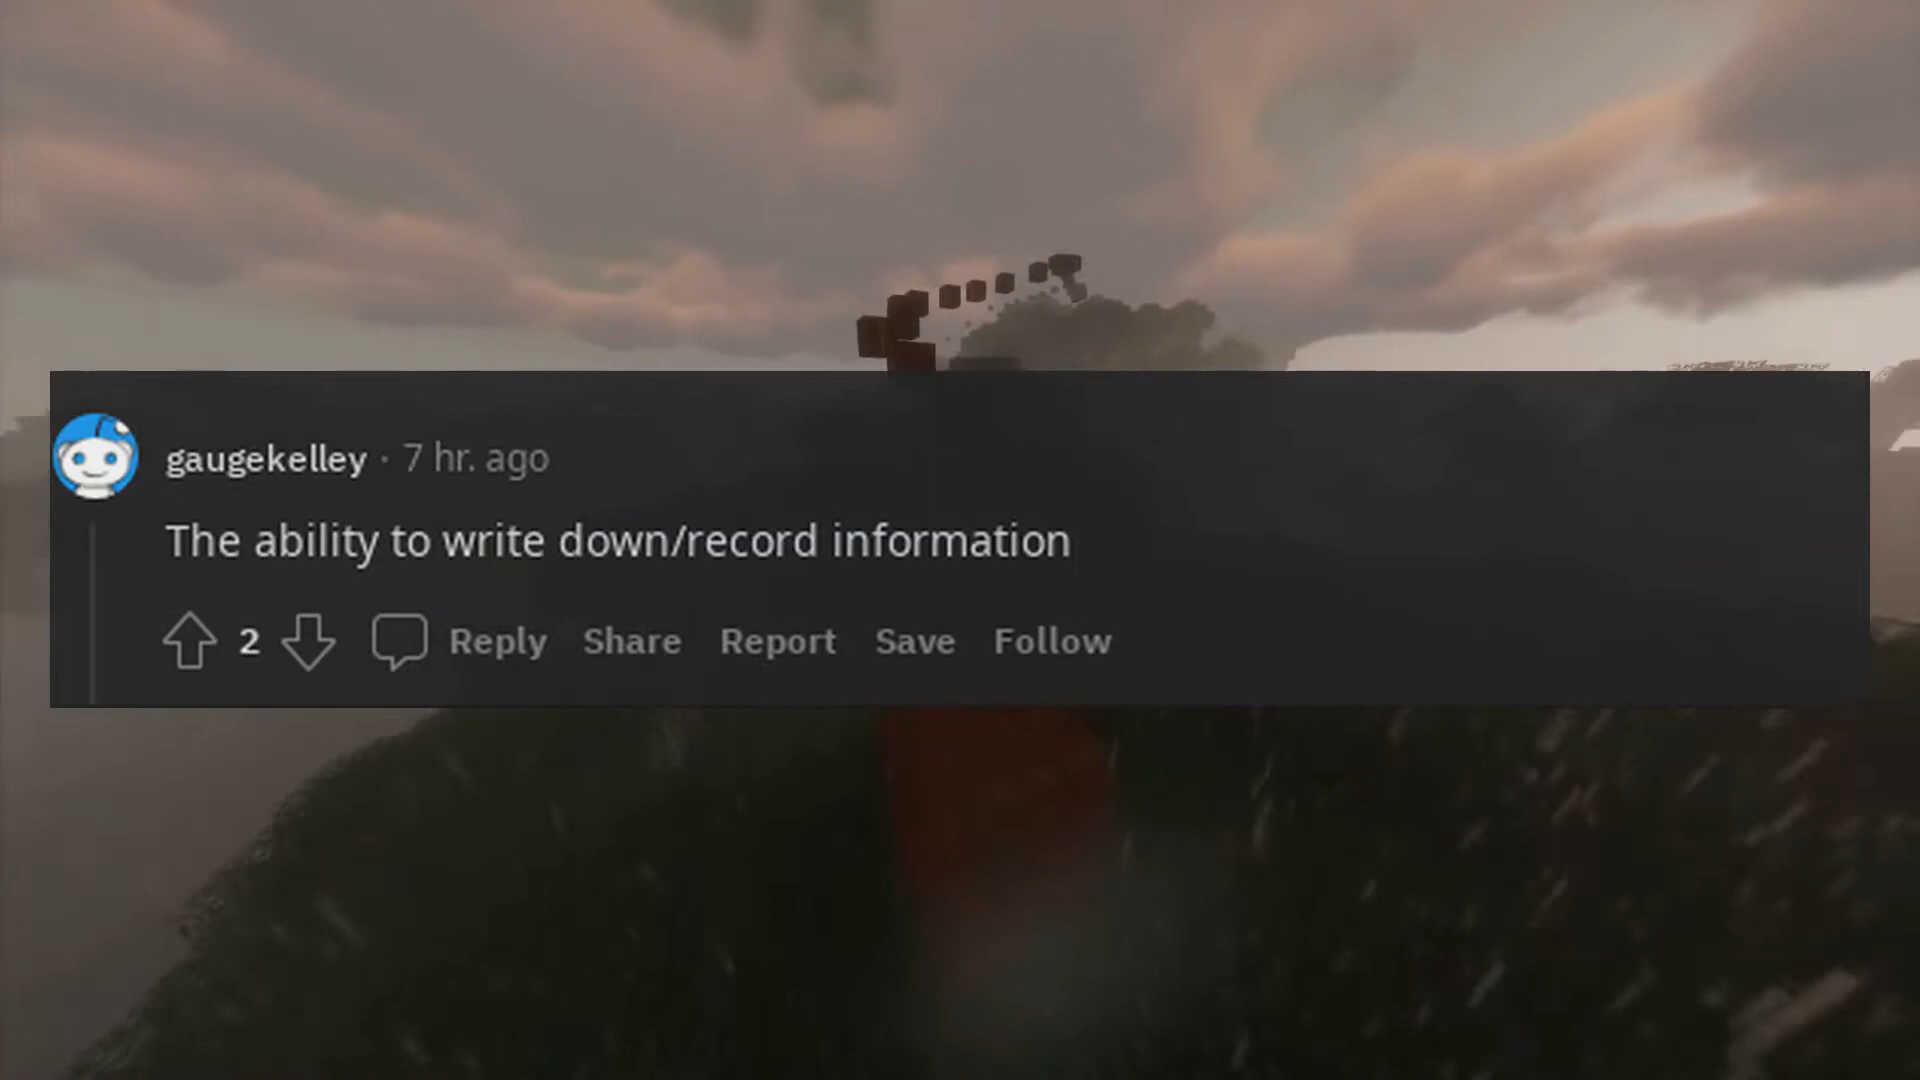 gaugekelley · 7 hr. ago
The ability to write down/record information
2 Reply Share Report Save Follow